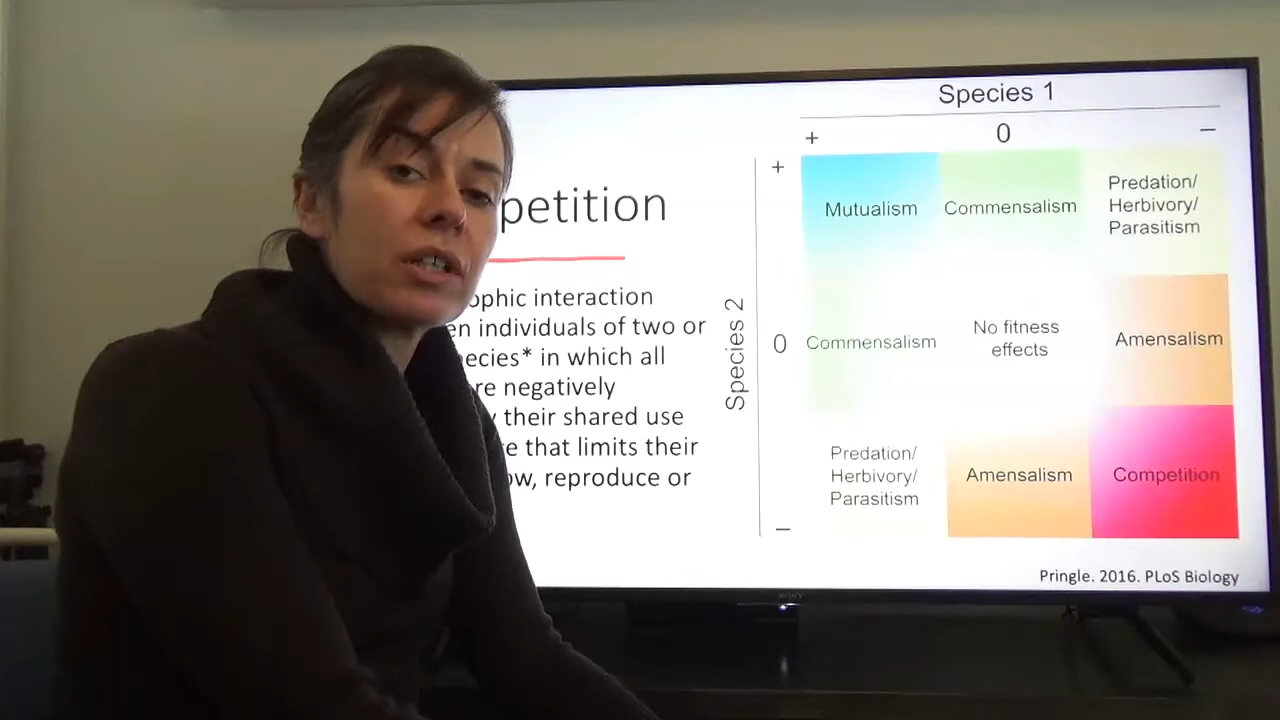 petition
ophic interaction
en individuals of two or
ecies* in which all
re negatively
y their shared use
e that limits their
ow, reproduce or
Species 1
+ 0 –
Species 2
+
Mutualism
Commensalism
Predation/
Herbivory/
Parasitism
0
Commensalism
No fitness
effects
Amensalism
–
Predation/
Herbivory/
Parasitism
Amensalism
Competition
Pringle. 2016. PLoS Biology
SONY